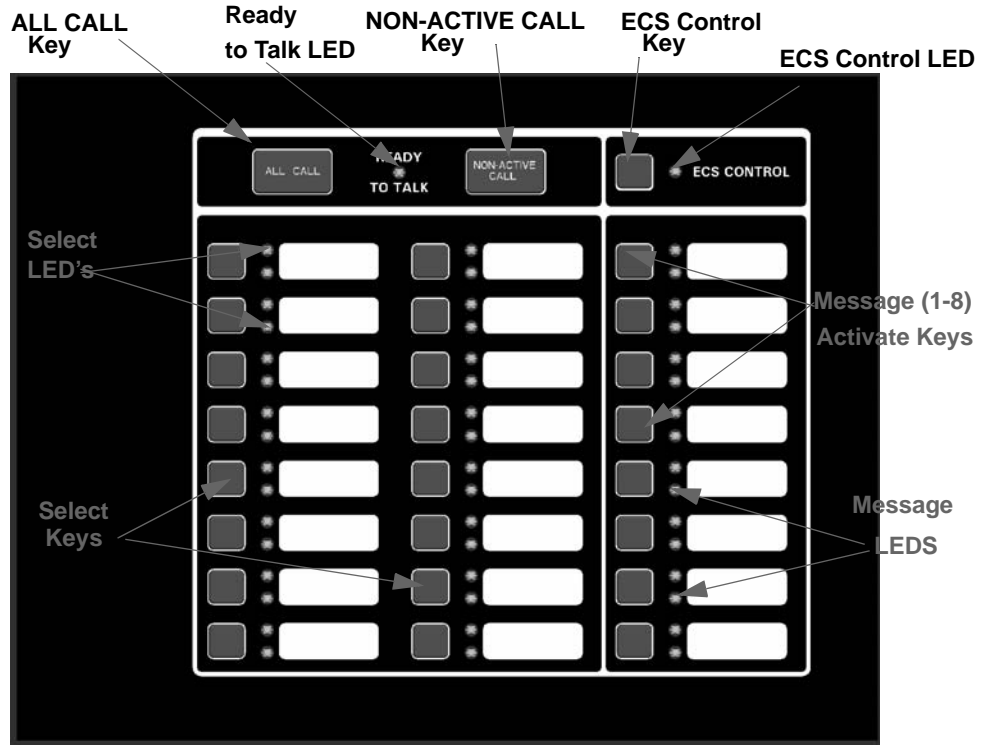 ALL CALL
Key
Ready
to Talk LED
NON-ACTIVE CALL
Key
ECS Control
Key
ECS Control LED
ALL CALL
READY
TO TALK
NON-ACTIVE
CALL
ECS CONTROL
Select
LED's
Message (1-8)
Activate Keys
Select
Keys
Message
LEDS